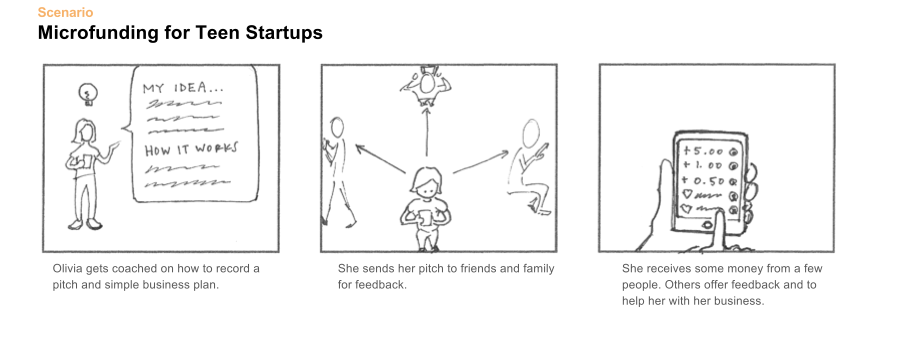 Scenario
Microfunding for Teen Startups
MY IDEA...
HOW IT WORKS
+5.00
+1.00
+0.50
Olivia gets coached on how to record a
pitch and simple business plan.
She sends her pitch to friends and family
for feedback.
She receives some money from a few
people. Others offer feedback and to
help her with her business.